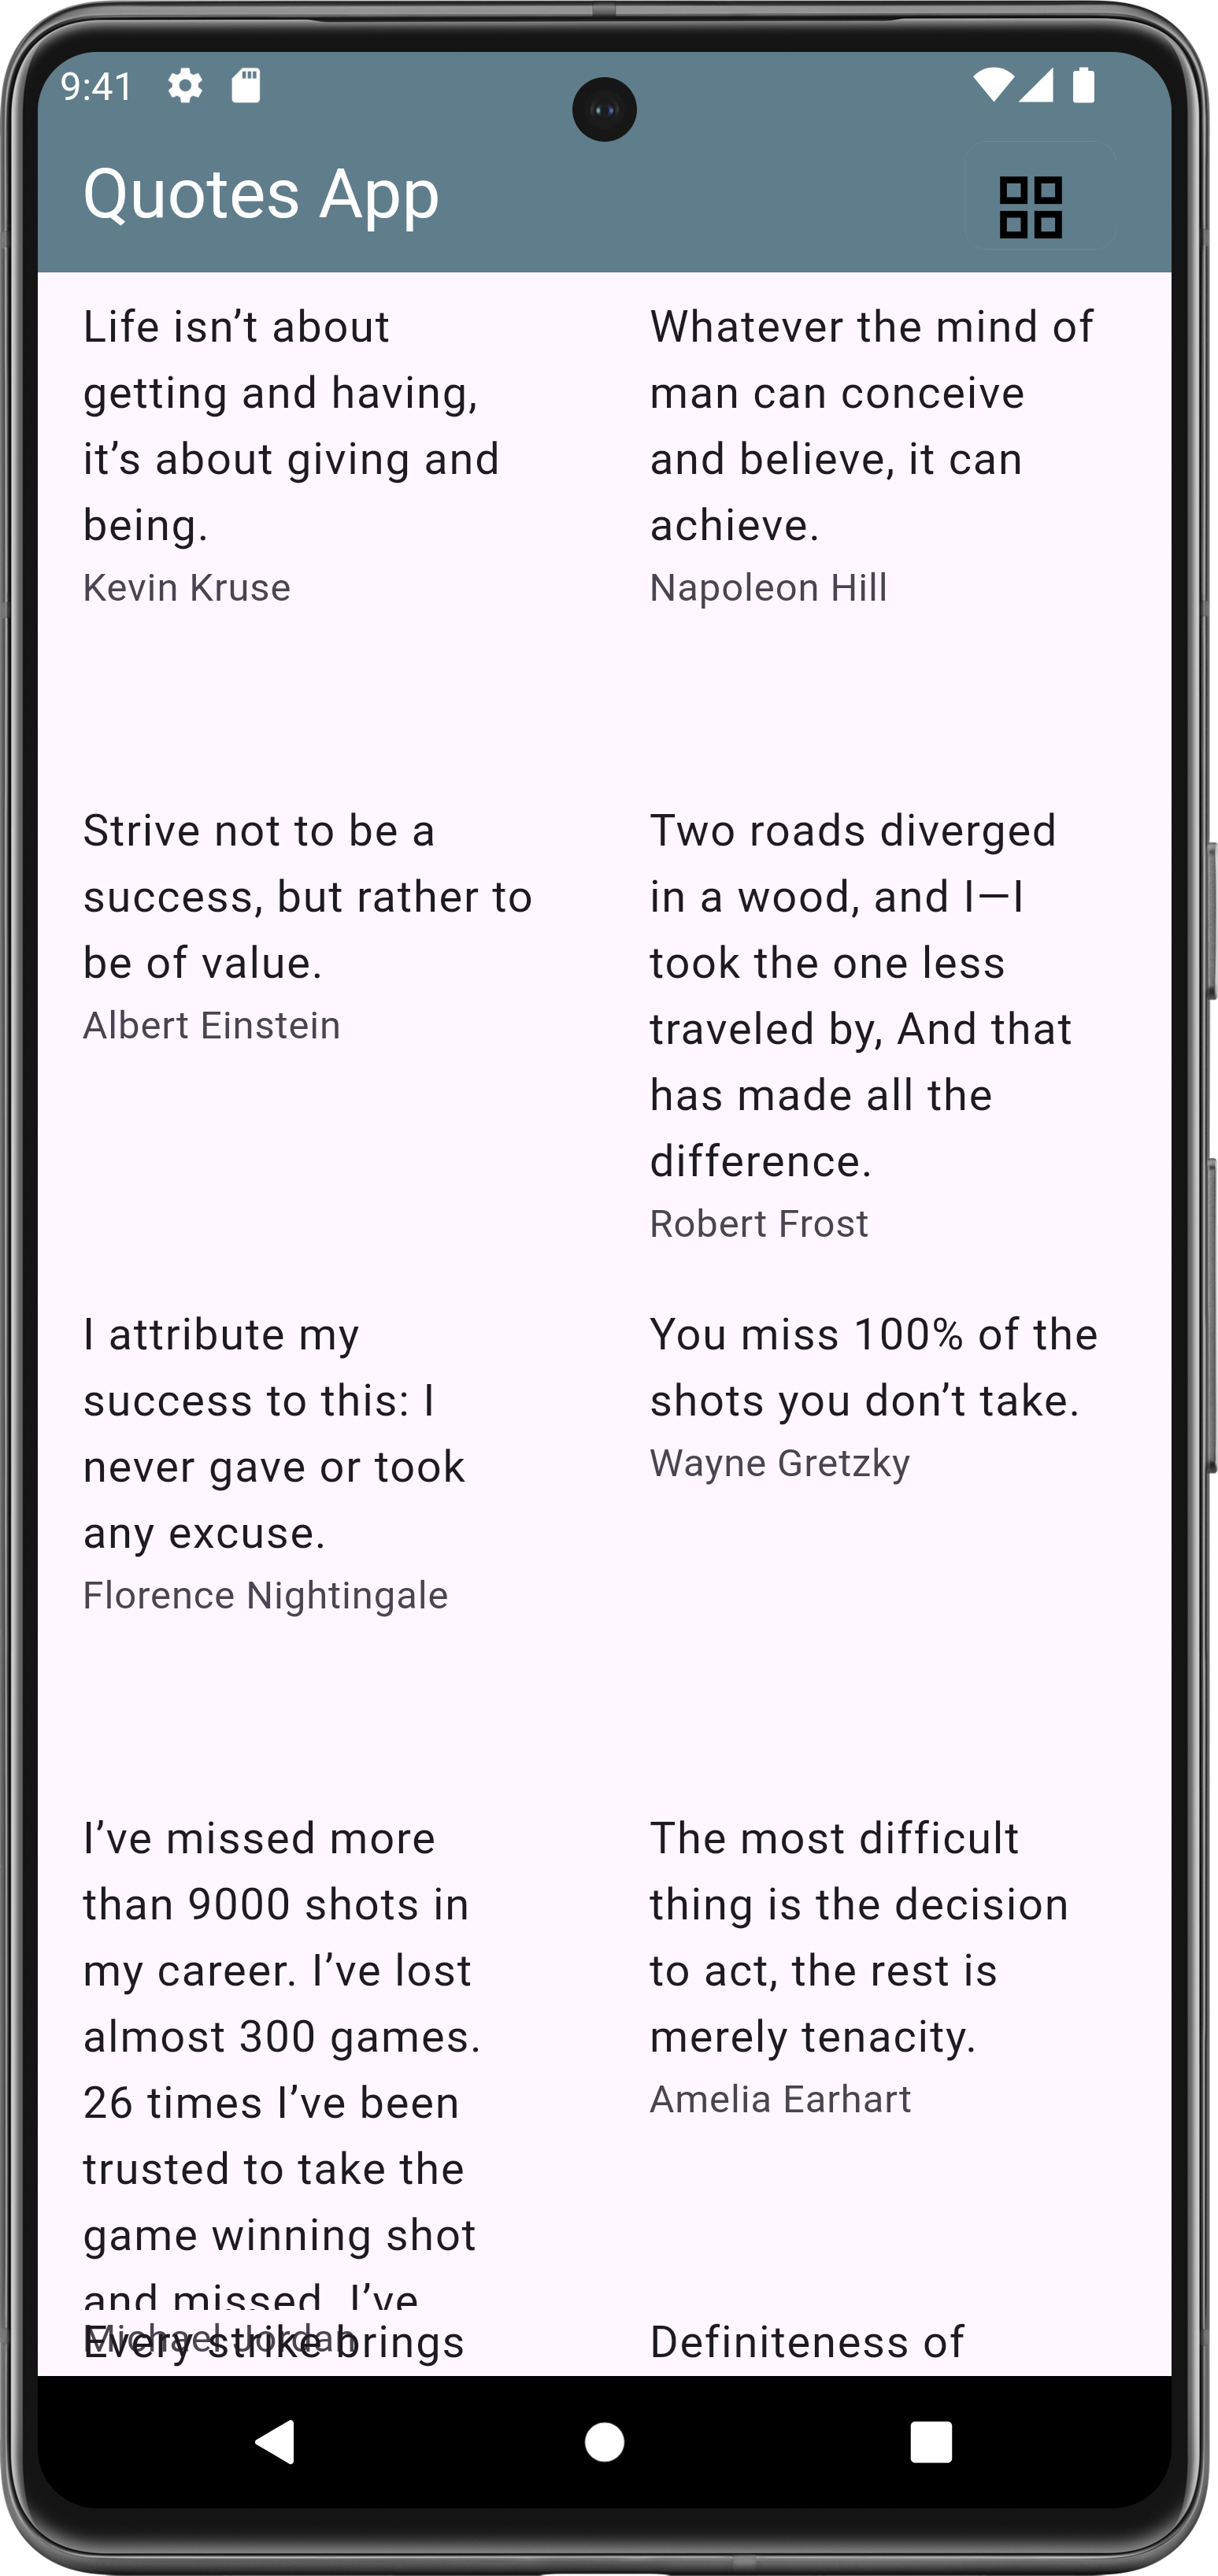 9:41
Quotes App
Life isn’t about
getting and having,
it’s about giving and
being.
Kevin Kruse
Whatever the mind of
man can conceive
and believe, it can
achieve.
Napoleon Hill
Strive not to be a
success, but rather to
be of value.
Albert Einstein
Two roads diverged
in a wood, and I—I
took the one less
traveled by, And that
has made all the
difference.
Robert Frost
I attribute my
success to this: I
never gave or took
any excuse.
Florence Nightingale
You miss 100% of the
shots you don’t take.
Wayne Gretzky
I’ve missed more
than 9000 shots in
my career. I’ve lost
almost 300 games.
26 times I’ve been
trusted to take the
game winning shot
and missed. I’ve
Michael Jordan
The most difficult
thing is the decision
to act, the rest is
merely tenacity.
Amelia Earhart
Every strike brings
Definiteness of